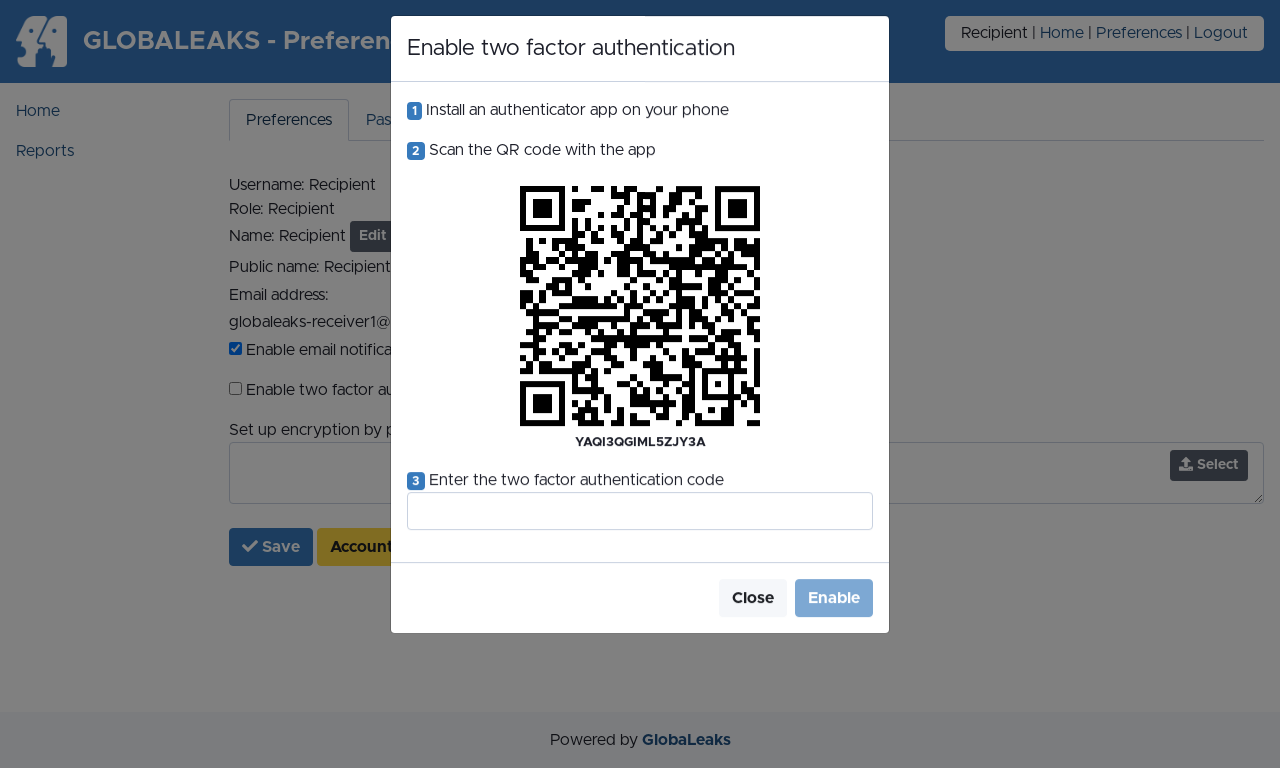 GLOBALEAKS - Preferen
Recipient | Home | Preferences | Logout
Home
Reports
Preferences
Pas
Username: Recipient
Role: Recipient
Name: Recipient Edit
Public name: Recipient
Email address:
globaleaks-receiver1@
Enable email notifica
Enable two factor au
Set up encryption by p
Select
Save
Account
Enable two factor authentication
1 Install an authenticator app on your phone
2 Scan the QR code with the app
YAQI3QGIML5ZJY3A
3 Enter the two factor authentication code
Close
Enable
Powered by GlobaLeaks